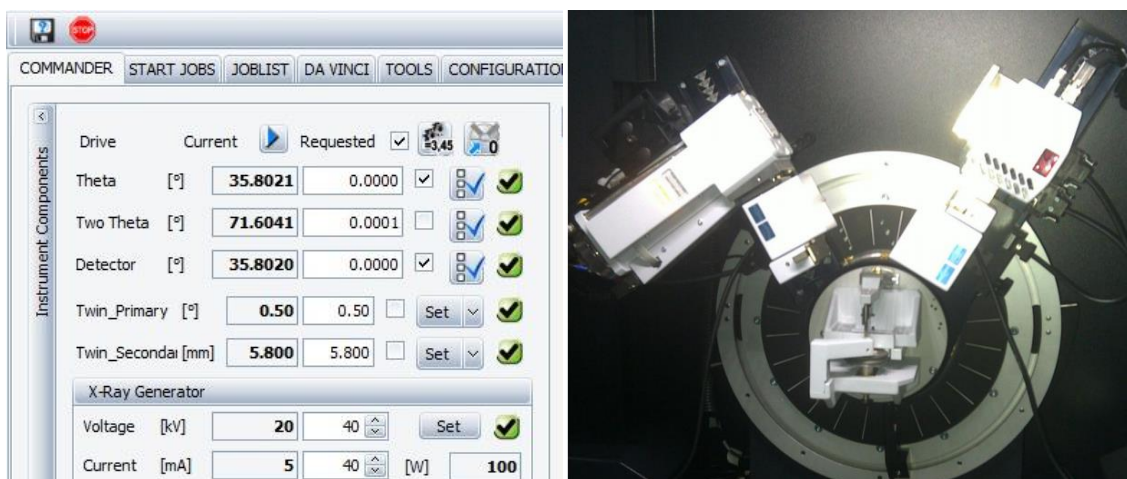 STOP
COMMANDER START JOBS JOBLIST DA VINCI TOOLS CONFIGURATIO
Instrument Components
Drive Current Requested =3,45 0
Theta [°] 35.8021 0.0000
Two Theta [°] 71.6041 0.0001
Detector [°] 35.8020 0.0000
Twin_Primary [°] 0.50 0.50 Set
Twin_Secondar [mm] 5.800 5.800 Set
X-Ray Generator
Voltage [kV] 20 40 Set
Current [mA] 5 40 [W] 100